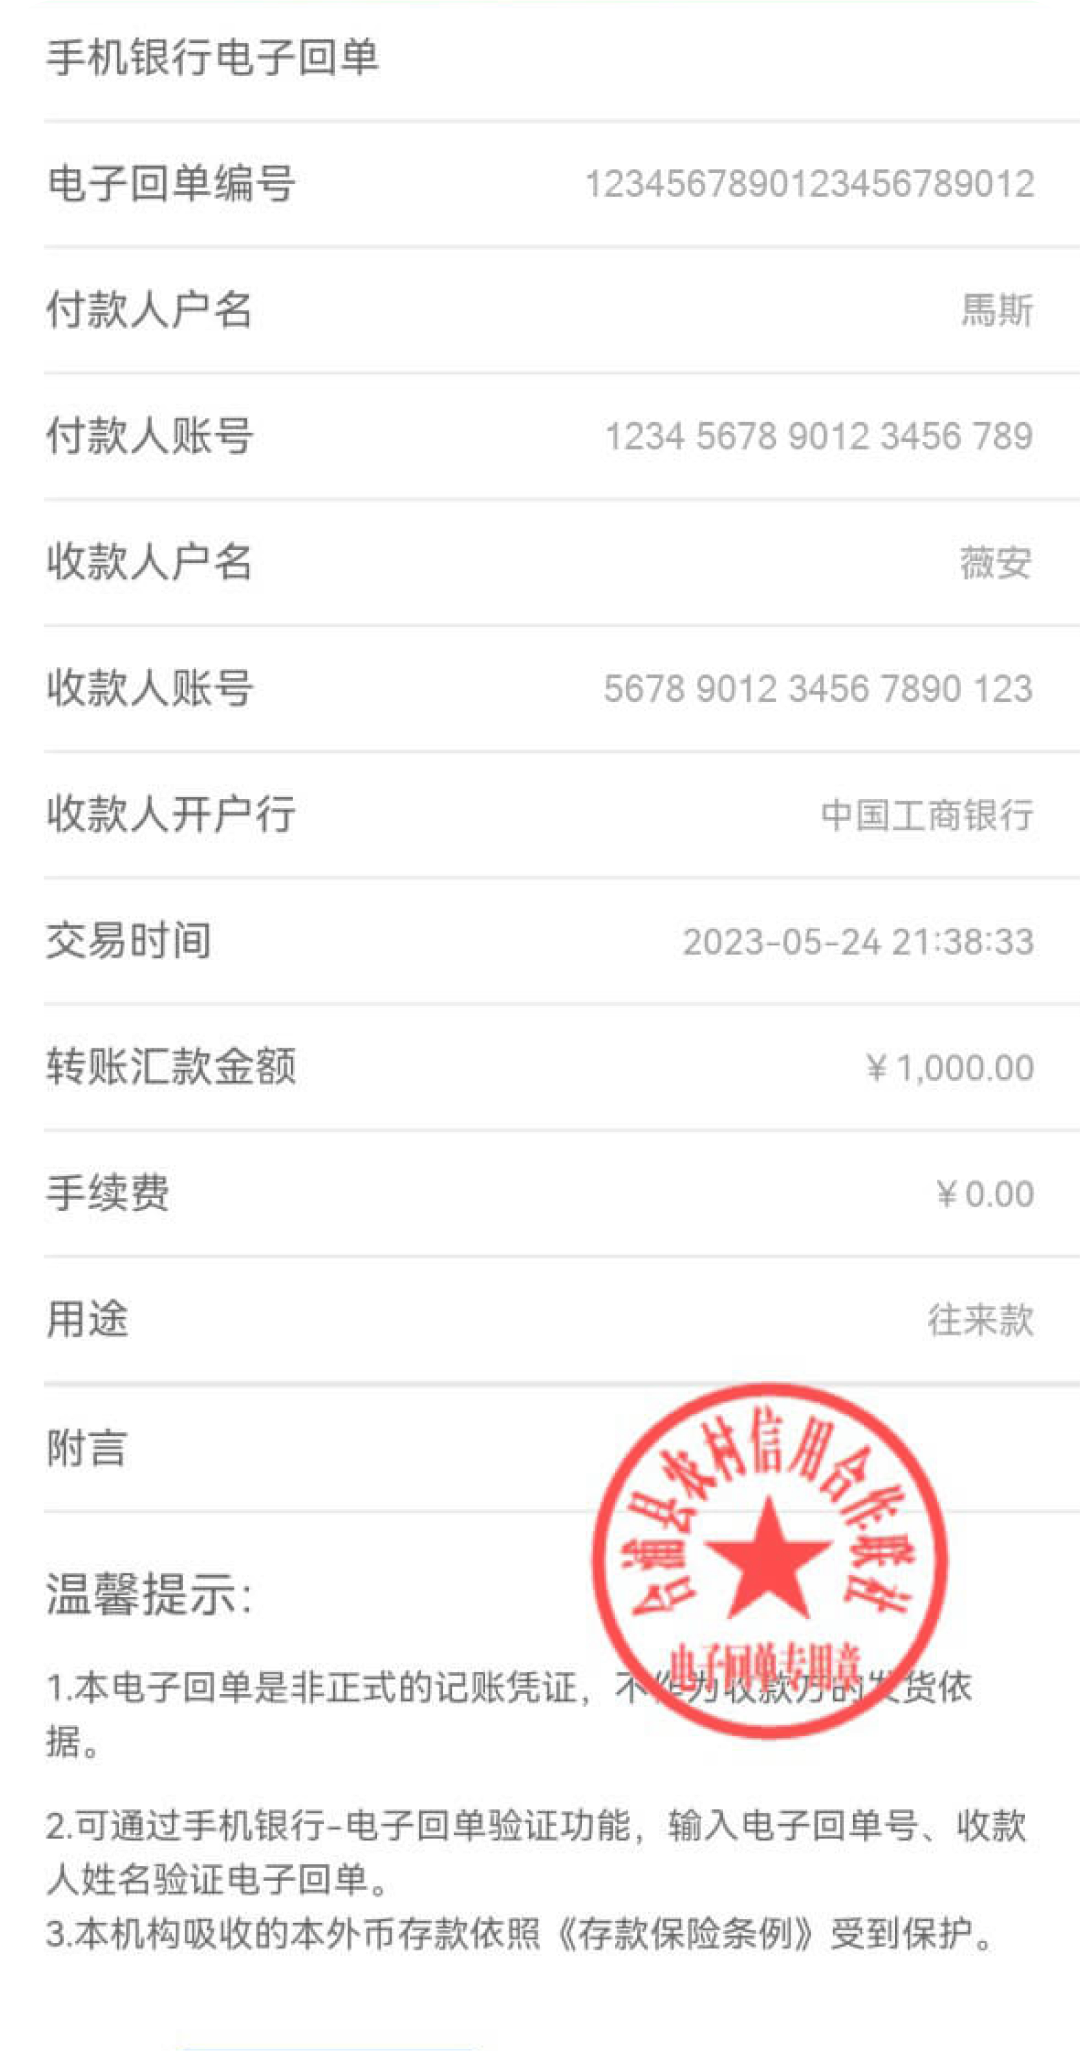 手机银行电子回单
电子回单编号 1234567890123456789012
付款人户名 馬斯
付款人账号 1234 5678 9012 3456 789
收款人户名 薇安
收款人账号 5678 9012 3456 7890 123
收款人开户行 中国工商银行
交易时间 2023-05-24 21:38:33
转账汇款金额 ¥1,000.00
手续费 ¥0.00
用途 往来款
附言
合浦县农村信用合作联社
电子回单专用章
温馨提示：
1.本电子回单是非正式的记账凭证，不作为收款方的发货依
据。
2.可通过手机银行-电子回单验证功能，输入电子回单号、收款
人姓名验证电子回单。
3.本机构吸收的本外币存款依照《存款保险条例》受到保护。